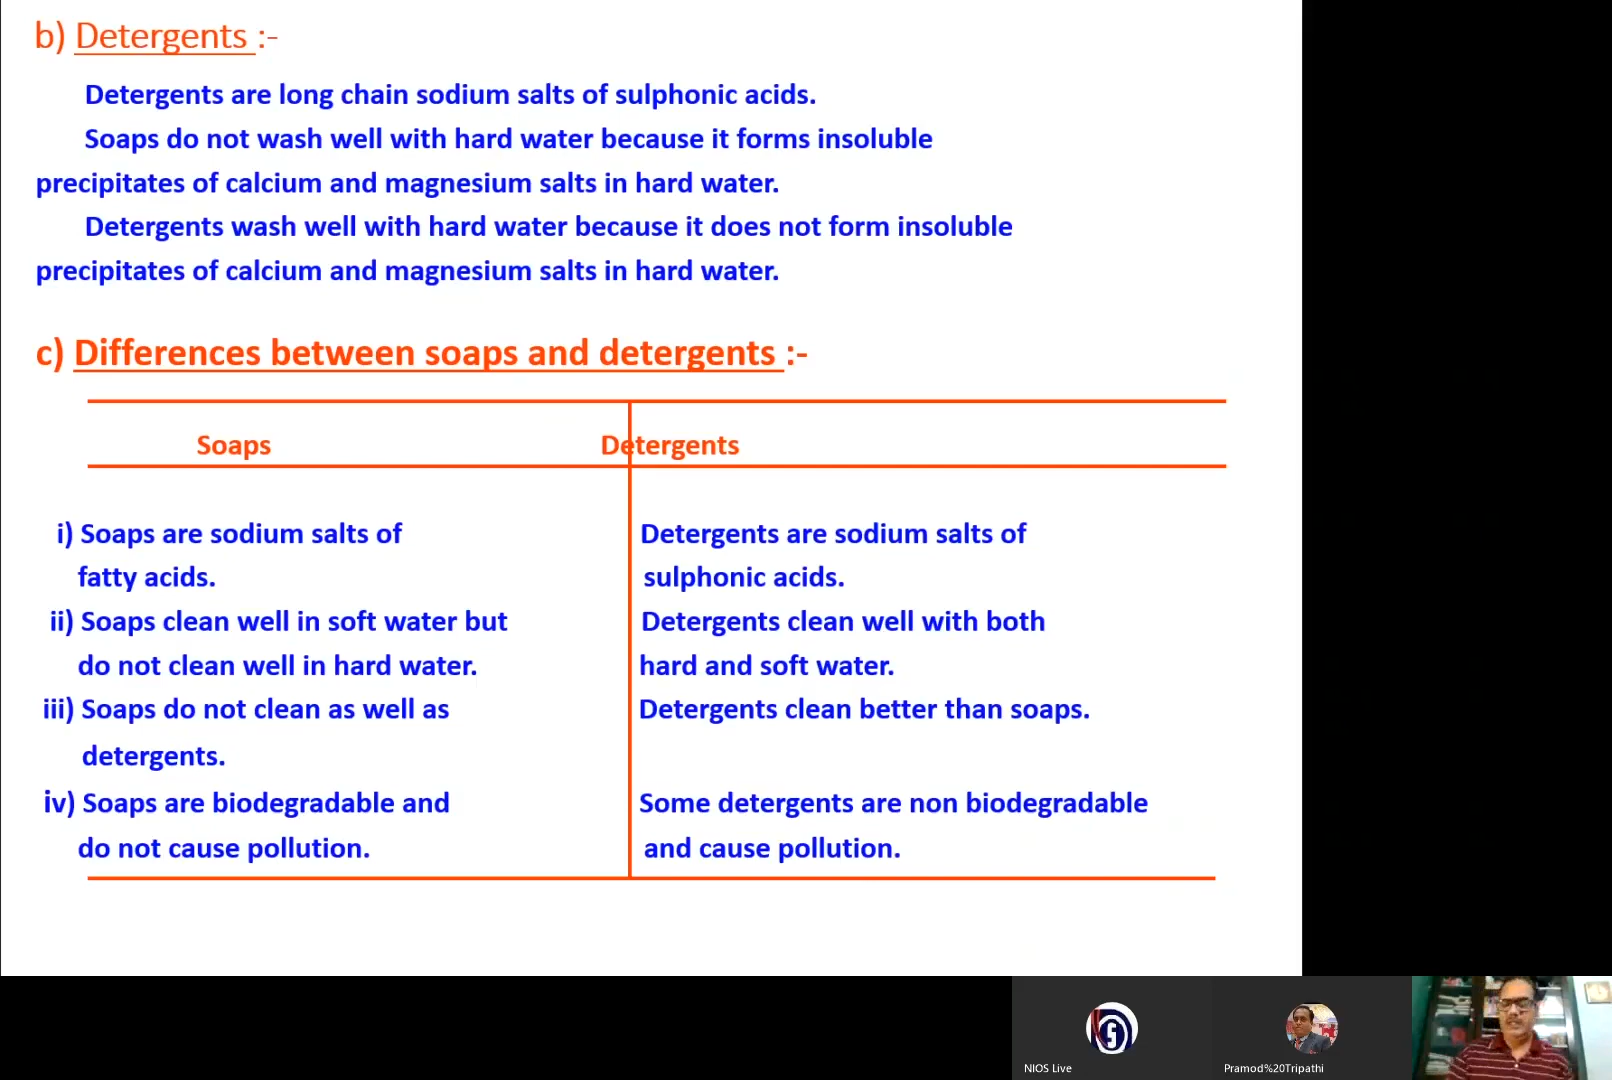 b) Detergents :-
Detergents are long chain sodium salts of sulphonic acids.
Soaps do not wash well with hard water because it forms insoluble
precipitates of calcium and magnesium salts in hard water.
Detergents wash well with hard water because it does not form insoluble
precipitates of calcium and magnesium salts in hard water.
c) Differences between soaps and detergents :-
Soaps Detergents
i) Soaps are sodium salts of
fatty acids.
Detergents are sodium salts of
sulphonic acids.
ii) Soaps clean well in soft water but
do not clean well in hard water.
Detergents clean well with both
hard and soft water.
iii) Soaps do not clean as well as
detergents.
Detergents clean better than soaps.
iv) Soaps are biodegradable and
do not cause pollution.
Some detergents are non biodegradable
and cause pollution.
NIOS Live
Pramod%20Tripathi